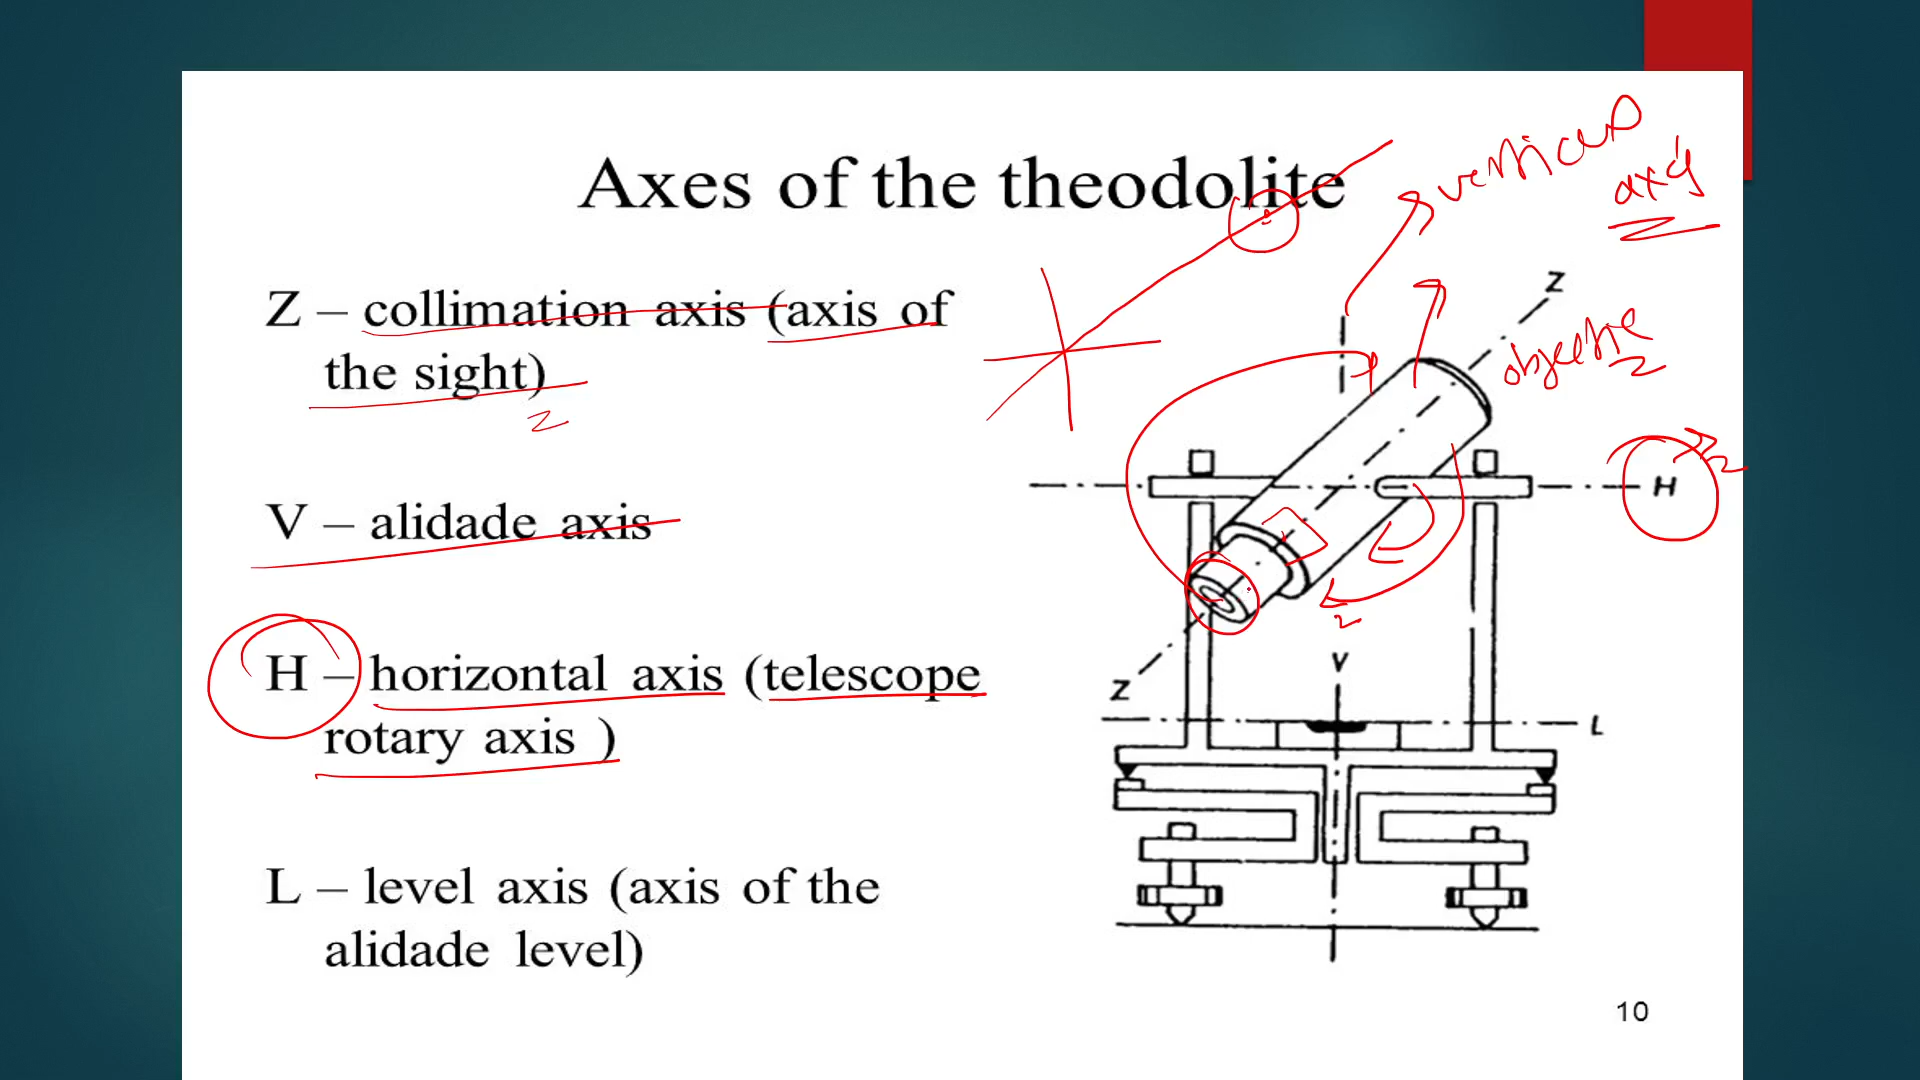 Axes of the theodolite
Z – collimation axis (axis of
the sight)
V – alidade axis
H – horizontal axis (telescope
rotary axis )
L – level axis (axis of the
alidade level)
vertical
axis
Z
objective
H
V
Z
L
10